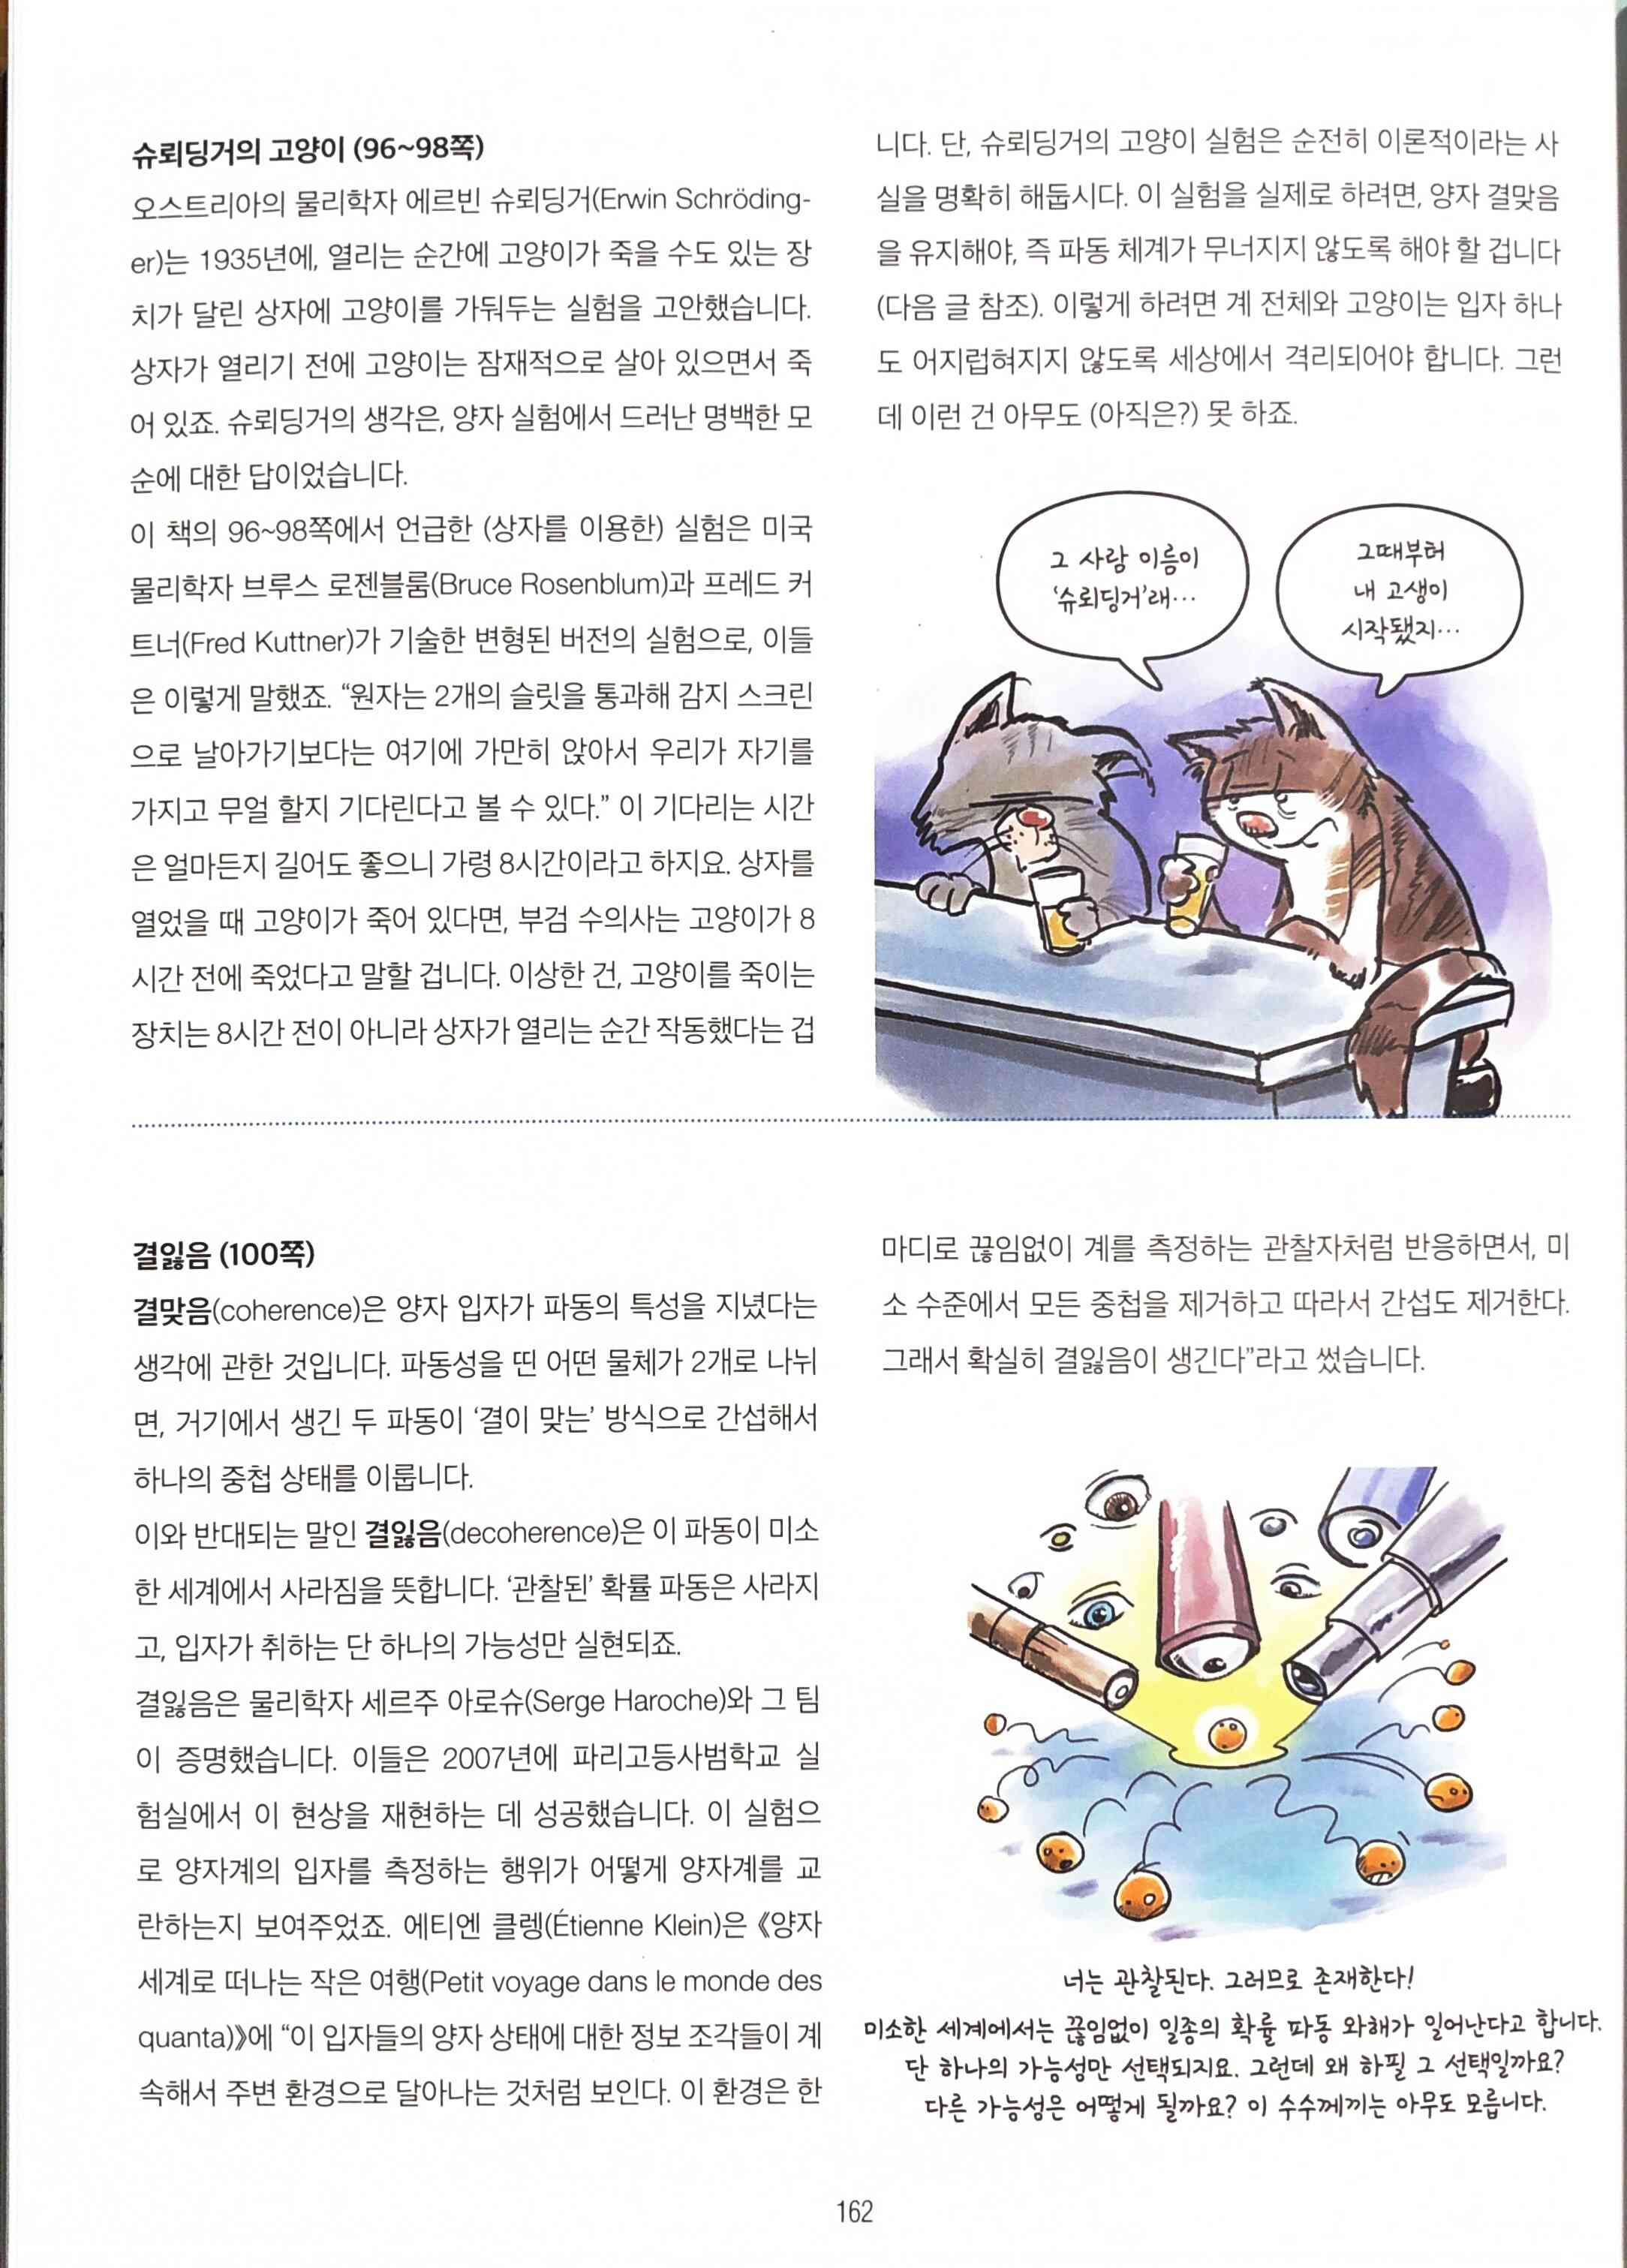 슈뢰딩거의 고양이 (96~98쪽)
오스트리아의 물리학자 에르빈 슈뢰딩거(Erwin Schröding-
er)는 1935년에, 열리는 순간에 고양이가 죽을 수도 있는 장
치가 달린 상자에 고양이를 가둬두는 실험을 고안했습니다.
상자가 열리기 전에 고양이는 잠재적으로 살아 있으면서 죽
어 있죠. 슈뢰딩거의 생각은, 양자 실험에서 드러난 명백한 모
순에 대한 답이었습니다.
이 책의 96~98쪽에서 언급한 (상자를 이용한) 실험은 미국
물리학자 브루스 로젠블룸(Bruce Rosenblum)과 프레드 커
트너(Fred Kuttner)가 기술한 변형된 버전의 실험으로, 이들
은 이렇게 말했죠. “원자는 2개의 슬릿을 통과해 감지 스크린
으로 날아가기보다는 여기에 가만히 앉아서 우리가 자기를
가지고 무얼 할지 기다린다고 볼 수 있다.” 이 기다리는 시간
은 얼마든지 길어도 좋으니 가령 8시간이라고 하지요. 상자를
열었을 때 고양이가 죽어 있다면, 부검 수의사는 고양이가 8
시간 전에 죽었다고 말할 겁니다. 이상한 건, 고양이를 죽이는
장치는 8시간 전이 아니라 상자가 열리는 순간 작동했다는 겁
니다. 단, 슈뢰딩거의 고양이 실험은 순전히 이론적이라는 사
실을 명확히 해둡시다. 이 실험을 실제로 하려면, 양자 결맞음
을 유지해야, 즉 파동 체계가 무너지지 않도록 해야 할 겁니다
(다음 글 참조). 이렇게 하려면 계 전체와 고양이는 입자 하나
도 어지럽혀지지 않도록 세상에서 격리되어야 합니다. 그런
데 이런 건 아무도 (아직은?) 못 하죠.
그 사람 이름이
‘슈뢰딩거’래…
그때부터
내 고생이
시작됐지…
결잃음 (100쪽)
결맞음(coherence)은 양자 입자가 파동의 특성을 지녔다는
생각에 관한 것입니다. 파동성을 띤 어떤 물체가 2개로 나뉘
면, 거기에서 생긴 두 파동이 ‘결이 맞는’ 방식으로 간섭해서
하나의 중첩 상태를 이룹니다.
이와 반대되는 말인 결잃음(decoherence)은 이 파동이 미소
한 세계에서 사라짐을 뜻합니다. ‘관찰된’ 확률 파동은 사라지
고, 입자가 취하는 단 하나의 가능성만 실현되죠.
결잃음은 물리학자 세르주 아로슈(Serge Haroche)와 그 팀
이 증명했습니다. 이들은 2007년에 파리고등사범학교 실
험실에서 이 현상을 재현하는 데 성공했습니다. 이 실험으
로 양자계의 입자를 측정하는 행위가 어떻게 양자계를 교
란하는지 보여주었죠. 에티엔 클렝(Étienne Klein)은 《양자
세계로 떠나는 작은 여행(Petit voyage dans le monde des
quanta)》에 “이 입자들의 양자 상태에 대한 정보 조각들이 계
속해서 주변 환경으로 달아나는 것처럼 보인다. 이 환경은 한
마디로 끊임없이 계를 측정하는 관찰자처럼 반응하면서, 미
소 수준에서 모든 중첩을 제거하고 따라서 간섭도 제거한다.
그래서 확실히 결잃음이 생긴다”라고 썼습니다.
너는 관찰된다. 그러므로 존재한다!
미소한 세계에서는 끊임없이 일종의 확률 파동 와해가 일어난다고 합니다.
단 하나의 가능성만 선택되지요. 그런데 왜 하필 그 선택일까요?
다른 가능성은 어떻게 될까요? 이 수수께끼는 아무도 모릅니다.
162